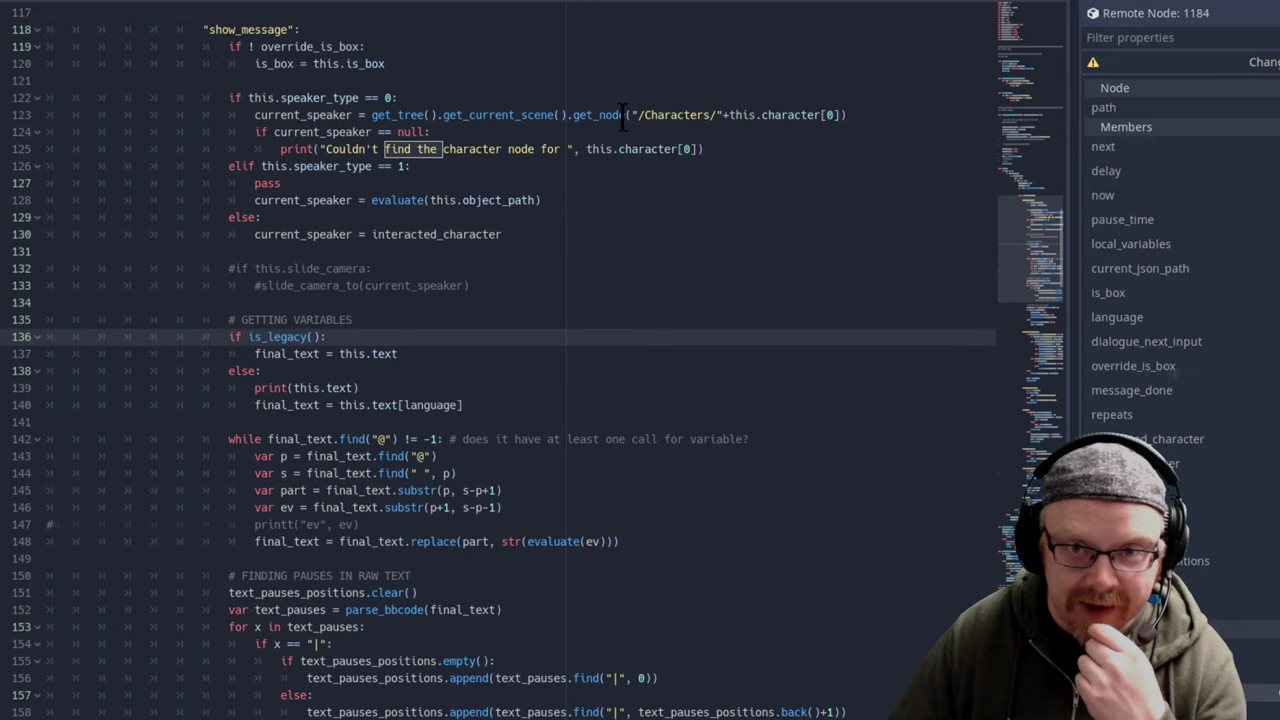 117
118 "show_message":
119 if ! override_is_box:
120 is_box = this.is_box
121
122 if this.speaker_type == 0:
123 current_speaker = get_tree().get_current_scene().get_node("/Characters/"+this.character[0])
124 if current_speaker == null:
125 couldn't find the character node for ", this.character[0])
126 elif this.speaker_type == 1:
127 pass
128 current_speaker = evaluate(this.object_path)
129 else:
130 current_speaker = interacted_character
131
132 #if this.slide_camera:
133 #slide_camera_to(current_speaker)
134
135 # GETTING VARIABLES
136 if is_legacy():
137 final_text = this.text
138 else:
139 print(this.text)
140 final_text = this.text[language]
141
142 while final_text.find("@") != -1: # does it have at least one call for variable?
143 var p = final_text.find("@")
144 var s = final_text.find(" ", p)
145 var part = final_text.substr(p, s-p+1)
146 var ev = final_text.substr(p+1, s-p-1)
147 # printt("ev", ev)
148 final_text = final_text.replace(part, str(evaluate(ev)))
149
150 # FINDING PAUSES IN RAW TEXT
151 text_pauses_positions.clear()
152 var text_pauses = parse_bbcode(final_text)
153 for x in text_pauses:
154 if x == "|":
155 if text_pauses_positions.empty():
156 text_pauses_positions.append(text_pauses.find("|", 0))
157 else:
158 text_pauses_positions.append(text_pauses.find("|", text_pauses_positions.back()+1))
Remote Node: 1184
Filter properties
Node
path
Members
next
delay
now
pause_time
local_variables
current_json_path
is_box
language
dialogue_next_input
override_is_box
message_done
repeats